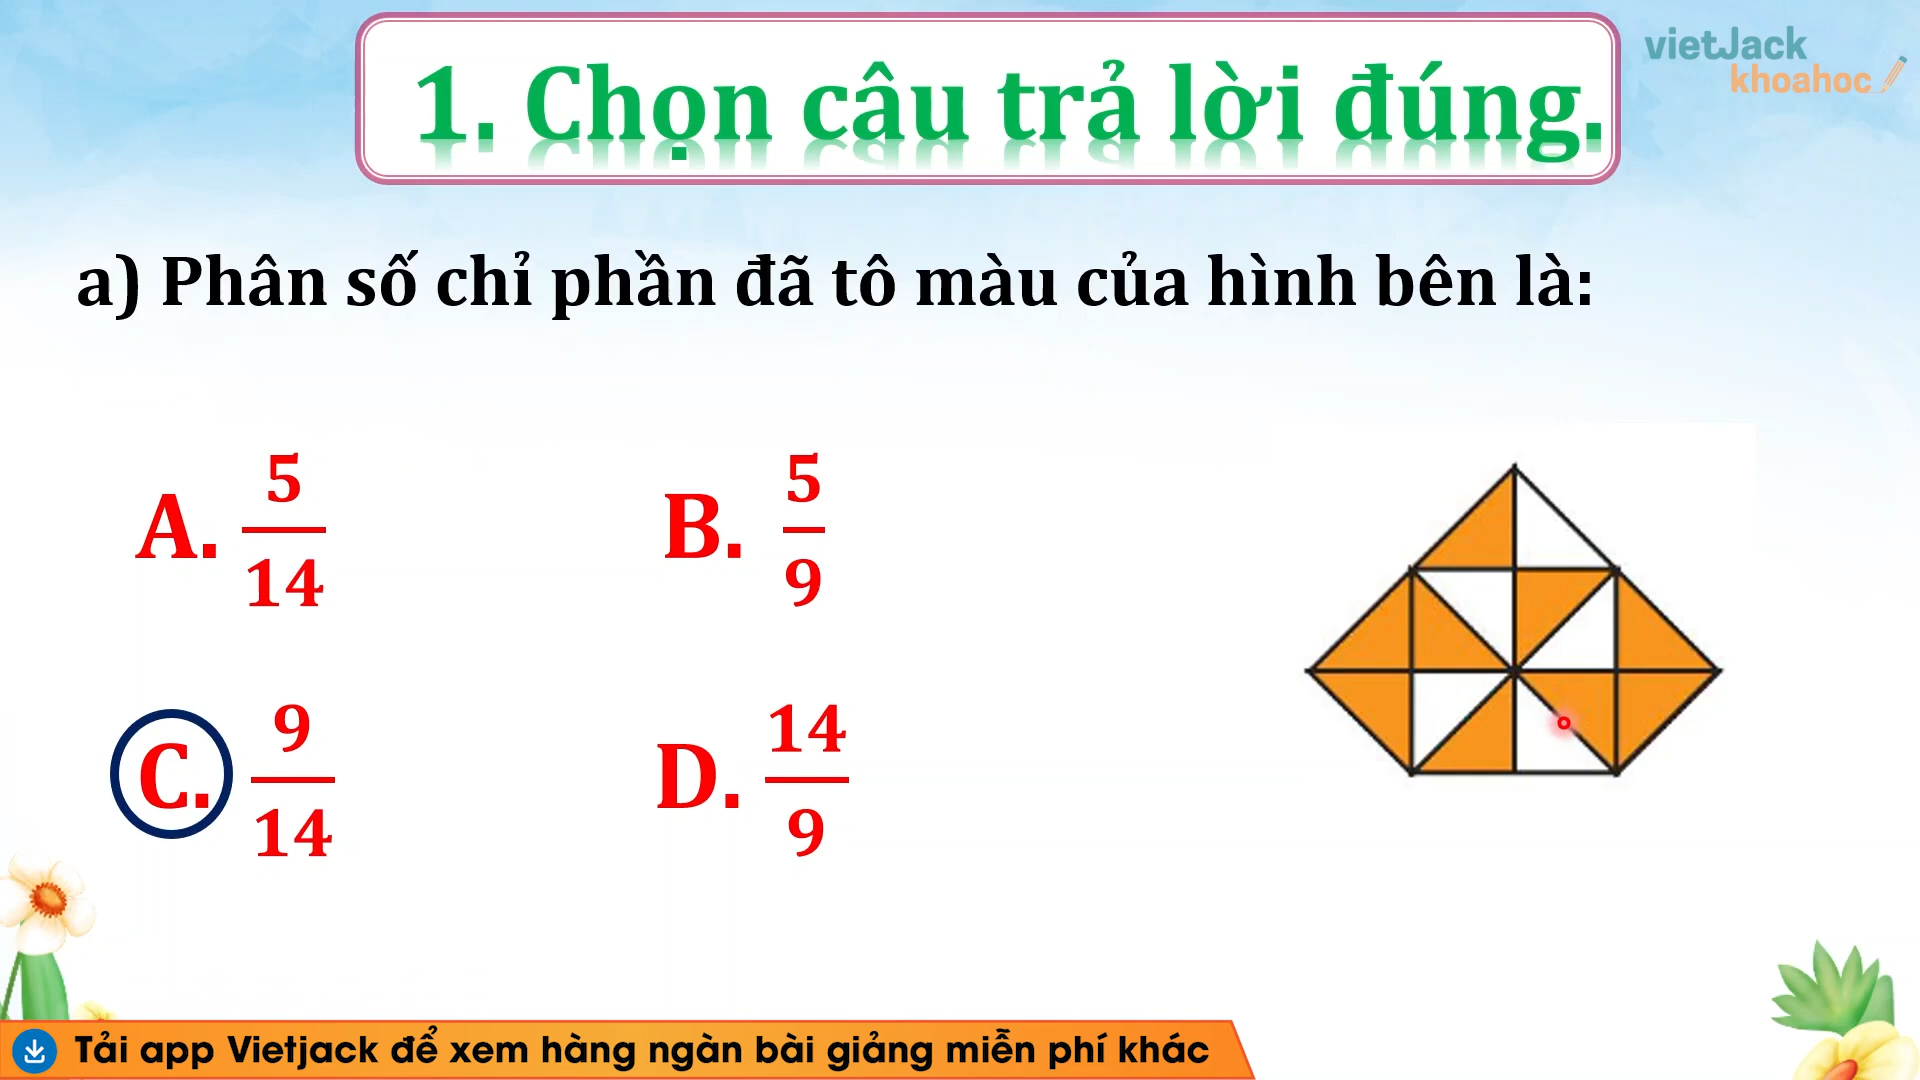 vietJack
khoahoc
1. Chọn câu trả lời đúng.
a) Phân số chỉ phần đã tô màu của hình bên là:
A. 5/14
B. 5/9
C. 9/14
D. 14/9
Tải app Vietjack để xem hàng ngàn bài giảng miễn phí khác